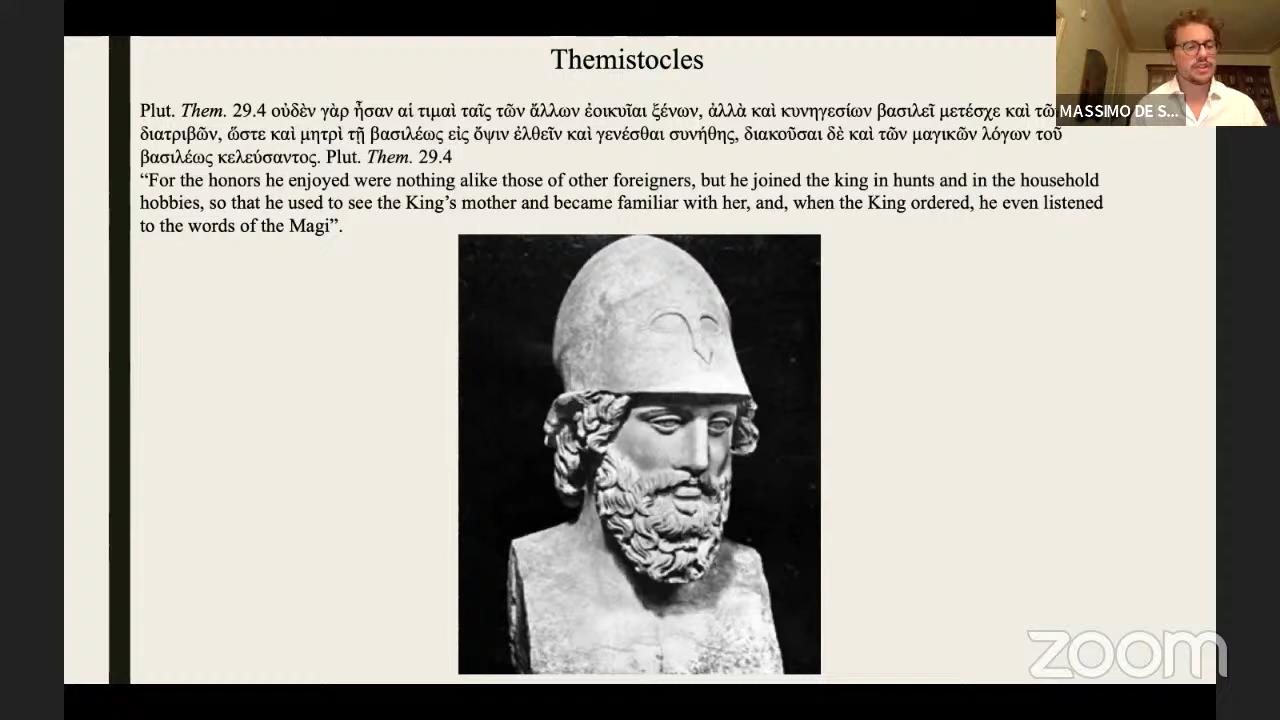 Themistocles
Plut. Them. 29.4 οὐδὲν γὰρ ἦσαν αἱ τιμαὶ ταῖς τῶν ἄλλων ἐοικυῖαι ξένων, ἀλλὰ καὶ κυνηγεσίων βασιλεῖ μετέσχε καὶ τῶν
MASSIMO DE S...
διατριβῶν, ὥστε καὶ μητρὶ τῇ βασιλέως εἰς ὄψιν ἐλθεῖν καὶ γενέσθαι συνήθης, διακοῦσαι δὲ καὶ τῶν μαγικῶν λόγων τοῦ
βασιλέως κελεύσαντος. Plut. Them. 29.4
“For the honors he enjoyed were nothing alike those of other foreigners, but he joined the king in hunts and in the household
hobbies, so that he used to see the King’s mother and became familiar with her, and, when the King ordered, he even listened
to the words of the Magi”.
zoom